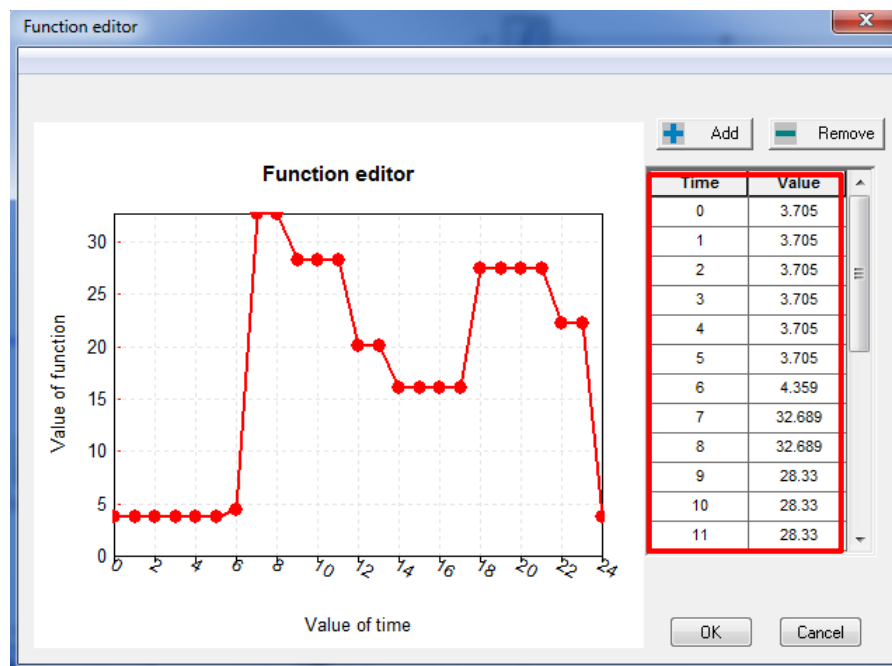 Function editor
x
Add
Remove
Function editor
Value of function
30
25
20
15
10
5
0
0 2 4 6 8 10 12 14 16 18 20 22 24
Value of time
Time Value
0 3.705
1 3.705
2 3.705
3 3.705
4 3.705
5 3.705
6 4.359
7 32.689
8 32.689
9 28.33
10 28.33
11 28.33
OK
Cancel